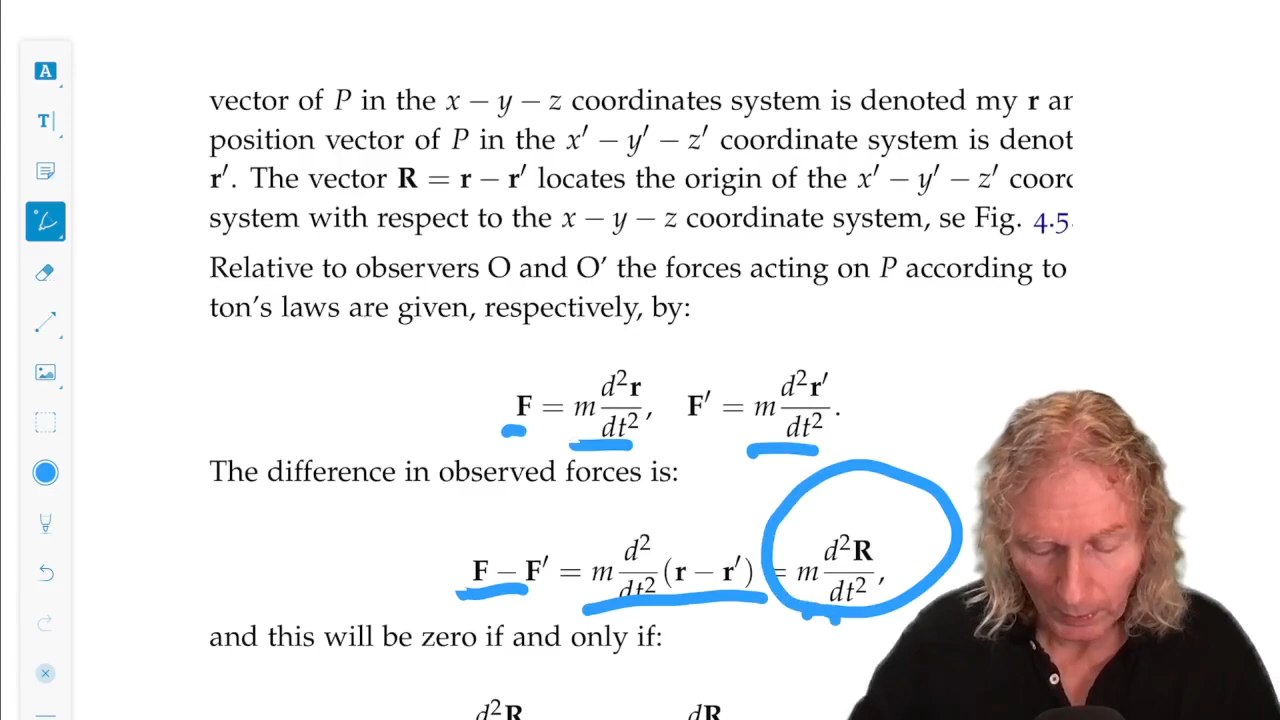 vector of P in the x − y − z coordinates system is denoted my r ar
position vector of P in the x′ − y′ − z′ coordinate system is denot
r′. The vector R = r − r′ locates the origin of the x′ − y′ − z′ coord
system with respect to the x − y − z coordinate system, se Fig. 4.5
Relative to observers O and O’ the forces acting on P according to
ton’s laws are given, respectively, by:
F = m d²r/dt², F′ = m d²r′/dt².
The difference in observed forces is:
F − F′ = m d²/dt² (r − r′) = m d²R/dt²,
and this will be zero if and only if:
d²R dR